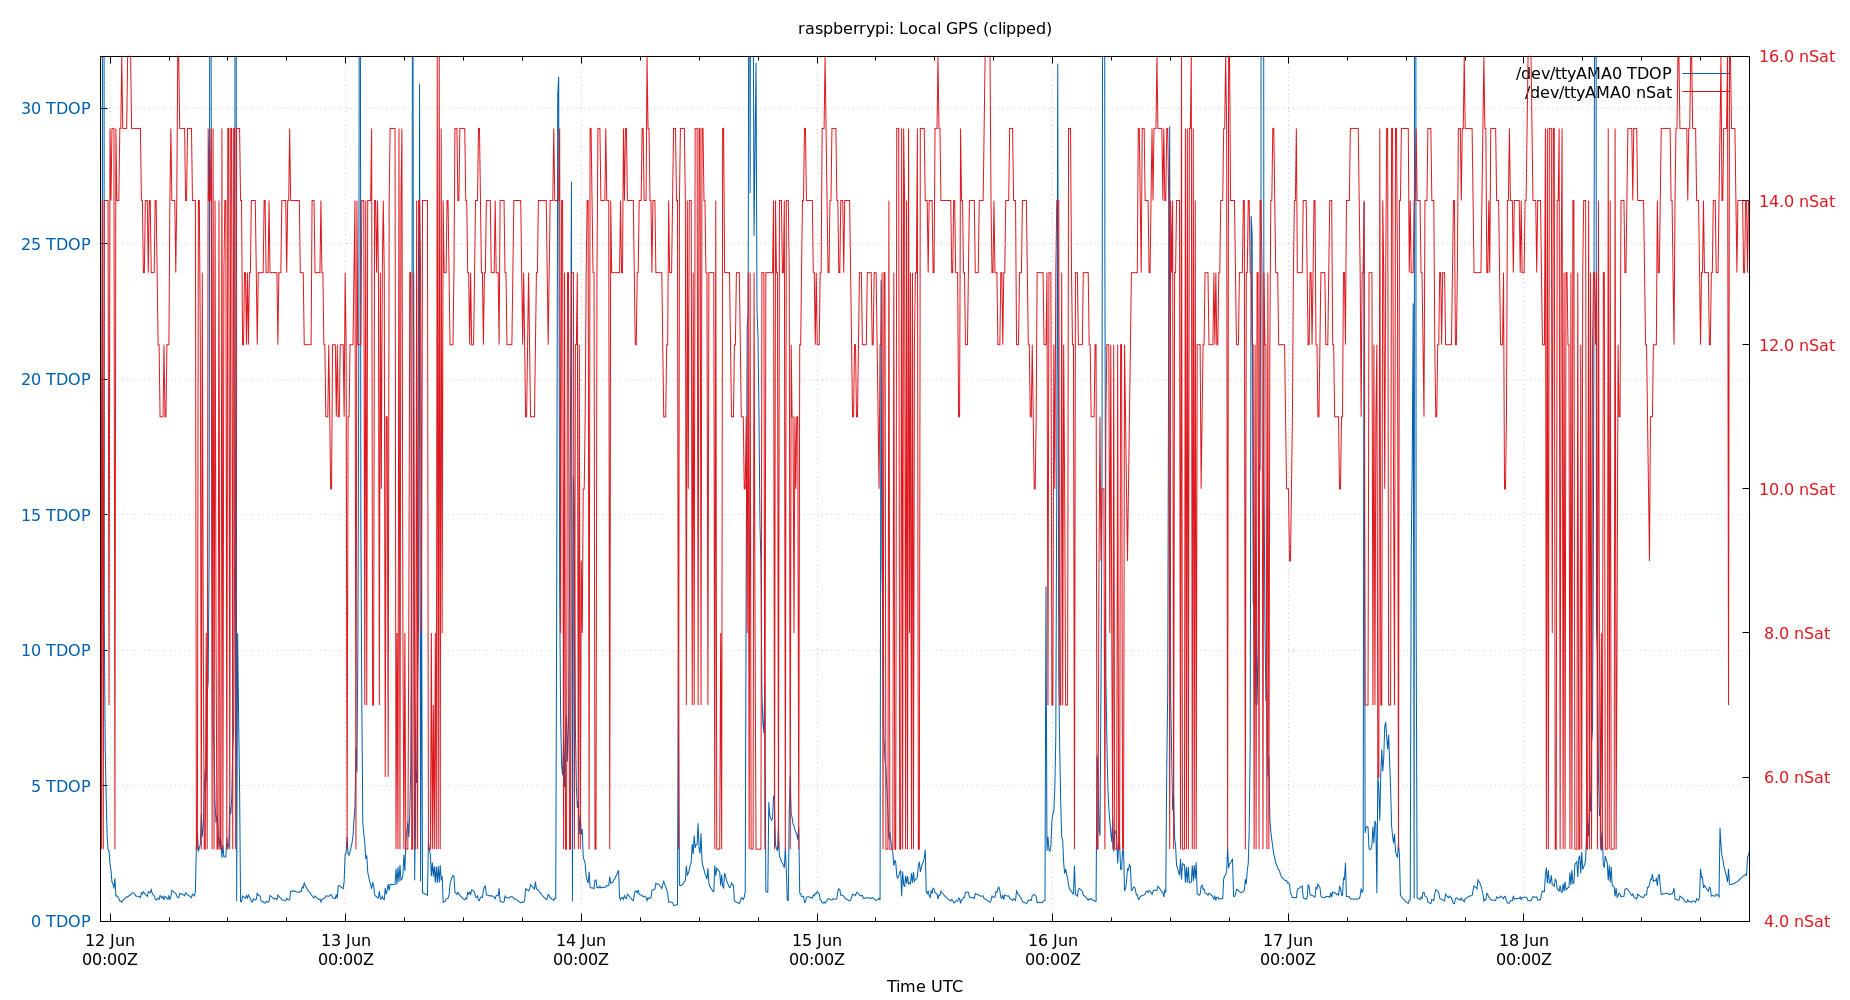 raspberrypi: Local GPS (clipped)
/dev/ttyAMA0 TDOP
/dev/ttyAMA0 nSat
30 TDOP
25 TDOP
20 TDOP
15 TDOP
10 TDOP
5 TDOP
0 TDOP
16.0 nSat
14.0 nSat
12.0 nSat
10.0 nSat
8.0 nSat
6.0 nSat
4.0 nSat
12 Jun
00:00Z
13 Jun
00:00Z
14 Jun
00:00Z
15 Jun
00:00Z
16 Jun
00:00Z
17 Jun
00:00Z
18 Jun
00:00Z
Time UTC